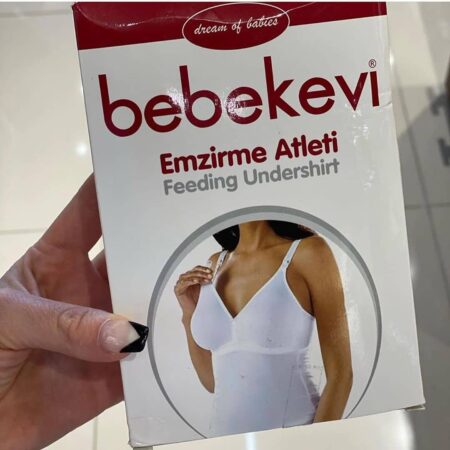 dream of babies
bebekevi®
Emzirme Atleti
Feeding Undershirt